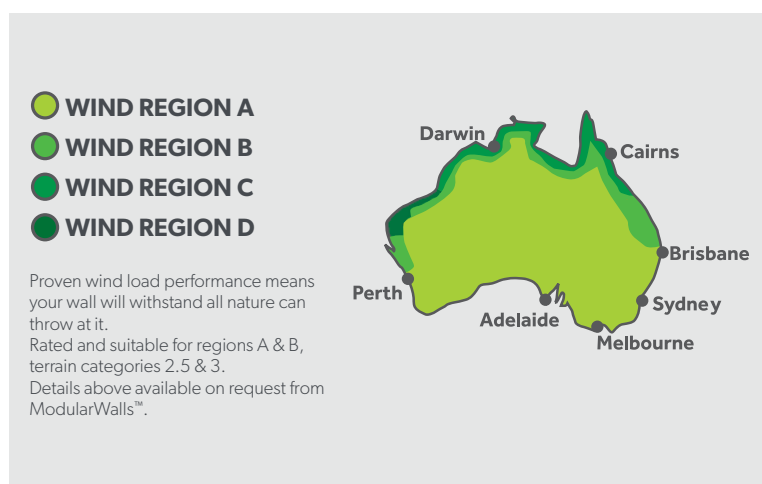 WIND REGION A
WIND REGION B
WIND REGION C
WIND REGION D
Proven wind load performance means
your wall will withstand all nature can
throw at it.
Rated and suitable for regions A & B,
terrain categories 2.5 & 3.
Details above available on request from
ModularWalls™.
Darwin
Cairns
Brisbane
Perth
Sydney
Adelaide
Melbourne